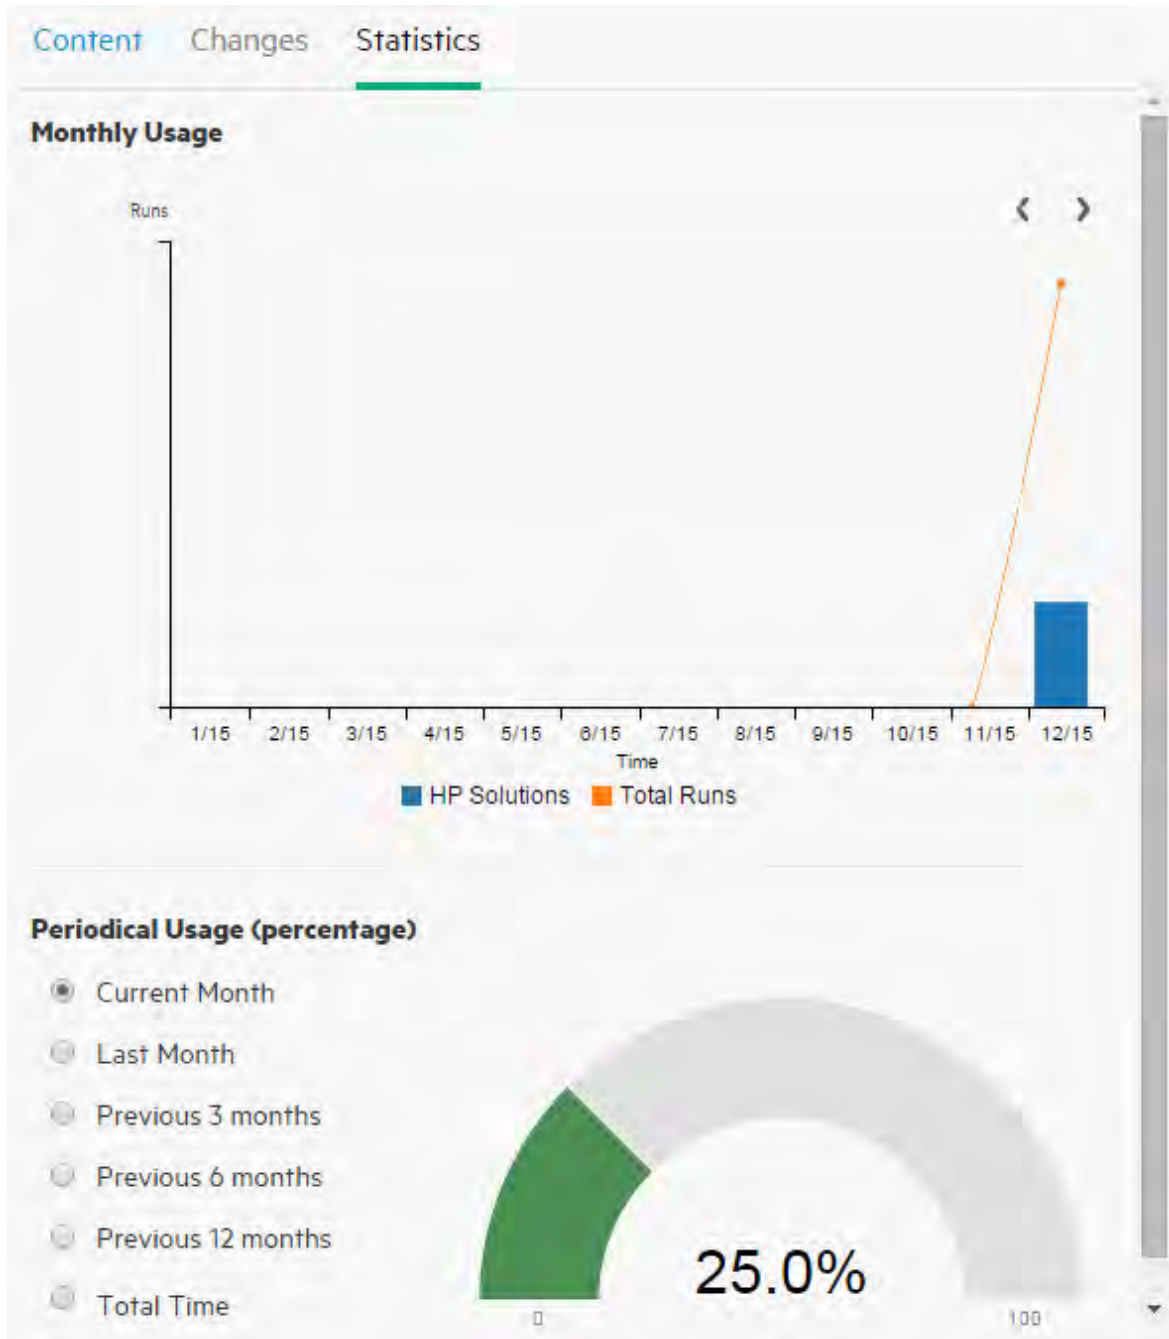 Content Changes Statistics
Monthly Usage
Runs
1/15 2/15 3/15 4/15 5/15 6/15 7/15 8/15 9/15 10/15 11/15 12/15
Time
HP Solutions Total Runs
Periodical Usage (percentage)
Current Month
Last Month
Previous 3 months
Previous 6 months
Previous 12 months
25.0%
Total Time
0 100